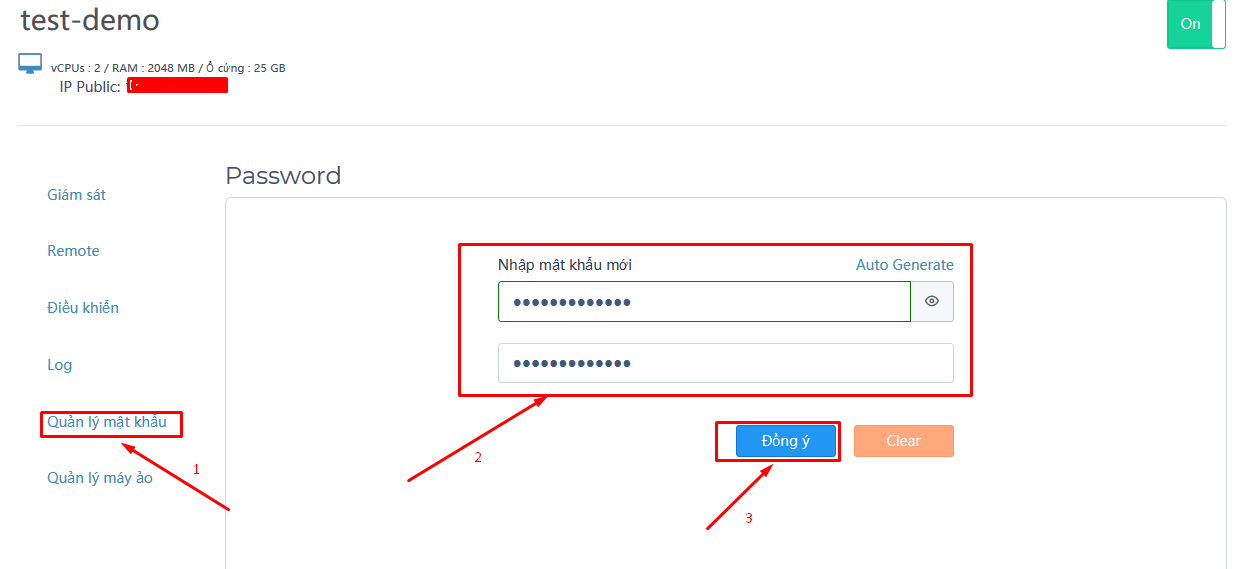 test-demo
On
vCPUs : 2 / RAM : 2048 MB / Ổ cứng : 25 GB
IP Public:
Password
Giám sát
Remote
Điều khiển
Log
Quản lý mật khẩu
Quản lý máy ảo
Nhập mật khẩu mới
Auto Generate
Đồng ý
Clear
1
2
3